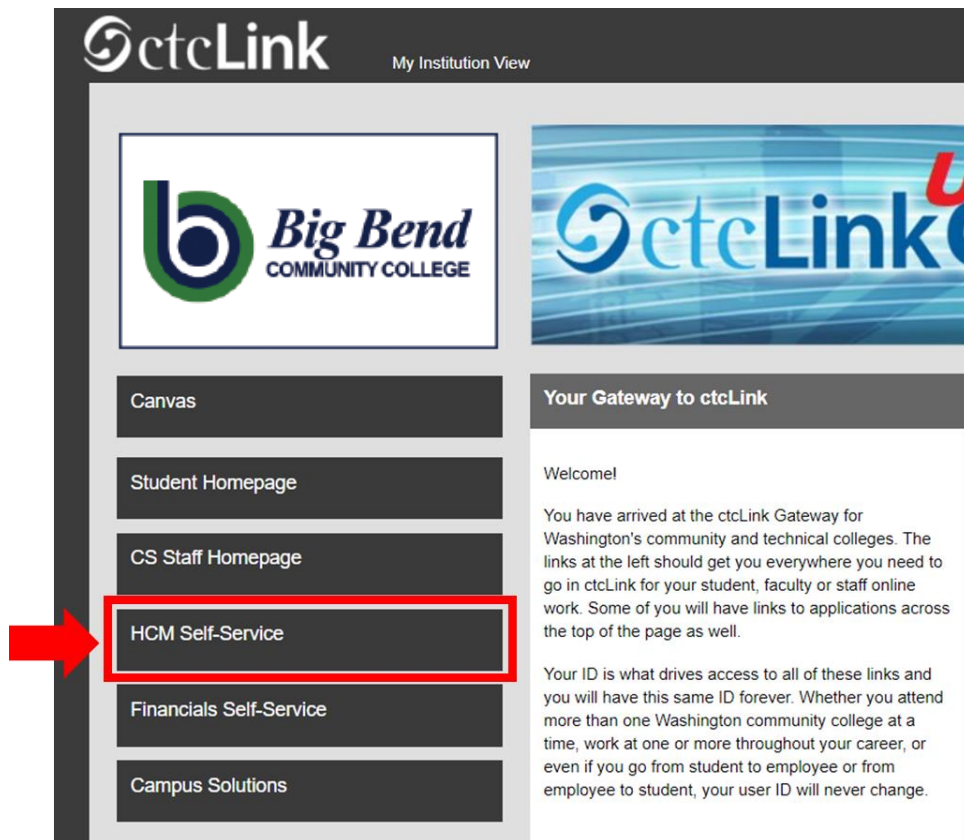 ctcLink
My Institution View
Big Bend
COMMUNITY COLLEGE
ctcLink
Canvas
Student Homepage
CS Staff Homepage
HCM Self-Service
Financials Self-Service
Campus Solutions
Your Gateway to ctcLink
Welcome!
You have arrived at the ctcLink Gateway for
Washington's community and technical colleges. The
links at the left should get you everywhere you need to
go in ctcLink for your student, faculty or staff online
work. Some of you will have links to applications across
the top of the page as well.
Your ID is what drives access to all of these links and
you will have this same ID forever. Whether you attend
more than one Washington community college at a
time, work at one or more throughout your career, or
even if you go from student to employee or from
employee to student, your user ID will never change.